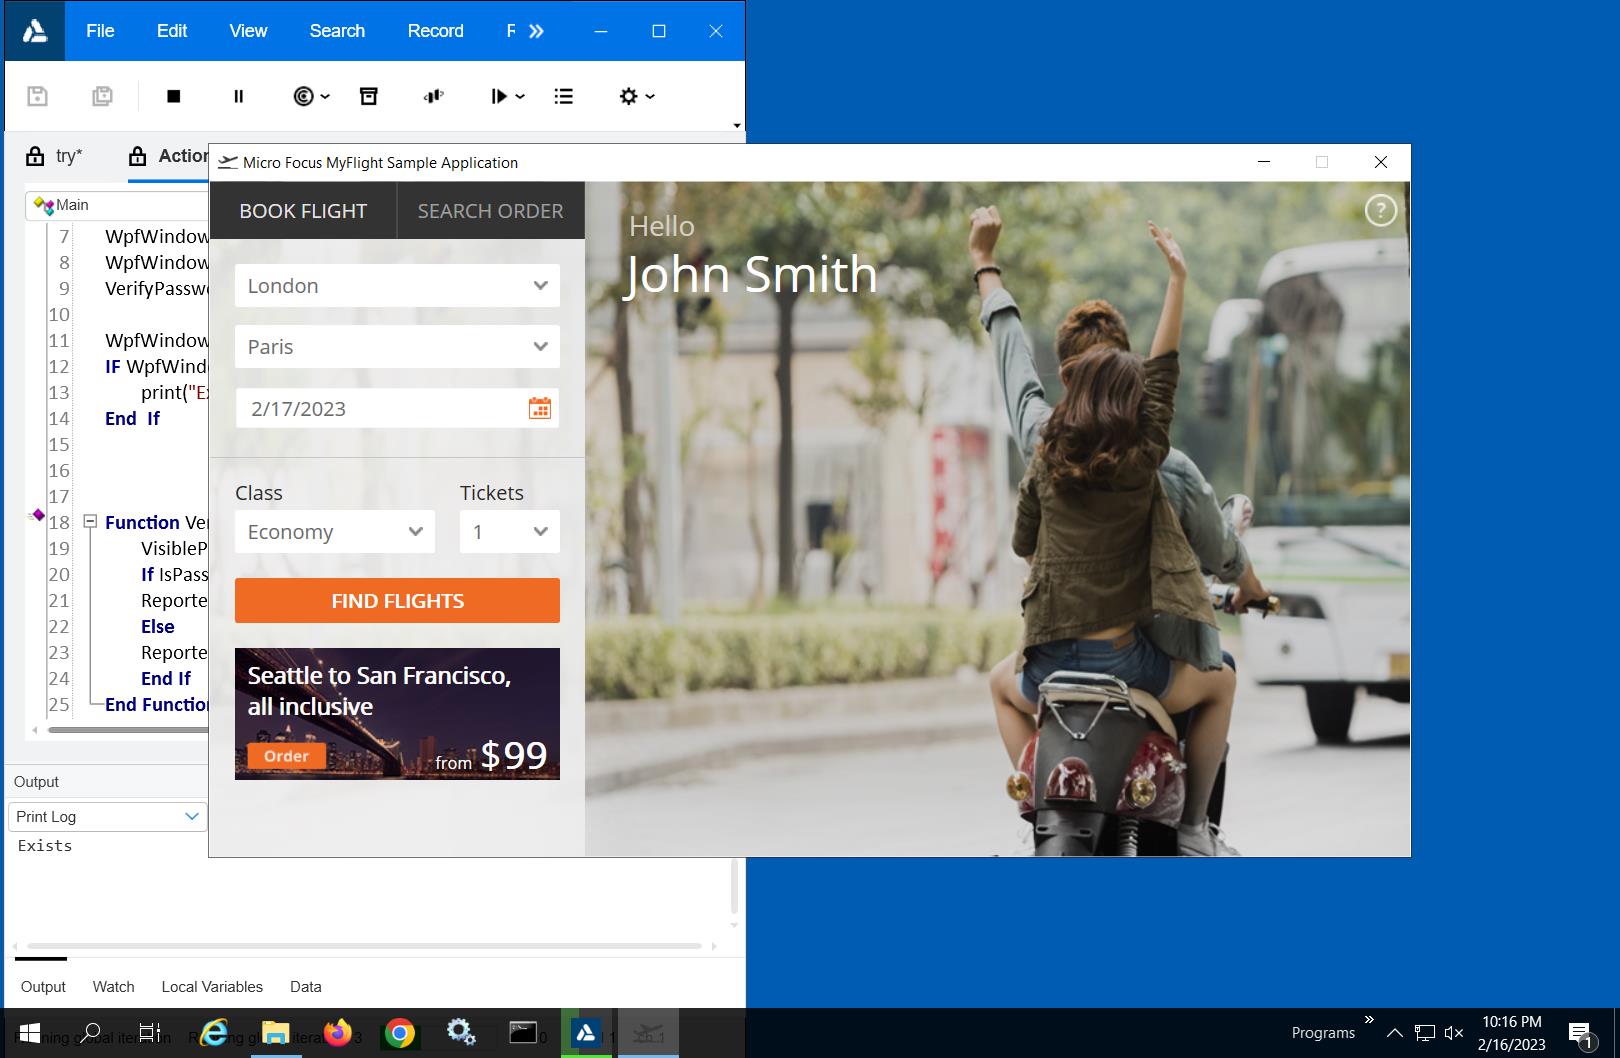 File Edit View Search Record
try*
Main
7 WpfWindow
8 WpfWindow
9 VerifyPassw
10
11 WpfWindow
12 IF WpfWind
13 print("E
14 End If
15
16
17
18 Function Ver
19 VisibleP
20 If IsPass
21 Reporte
22 Else
23 Reporte
24 End If
25 End Function
Micro Focus MyFlight Sample Application
BOOK FLIGHT SEARCH ORDER
London
Paris
2/17/2023
Class Tickets
Economy 1
FIND FLIGHTS
Seattle to San Francisco,
all inclusive
Order from $99
Hello
John Smith
?
Output
Print Log
Exists
Output Watch Local Variables Data
Programs
10:16 PM
2/16/2023
1